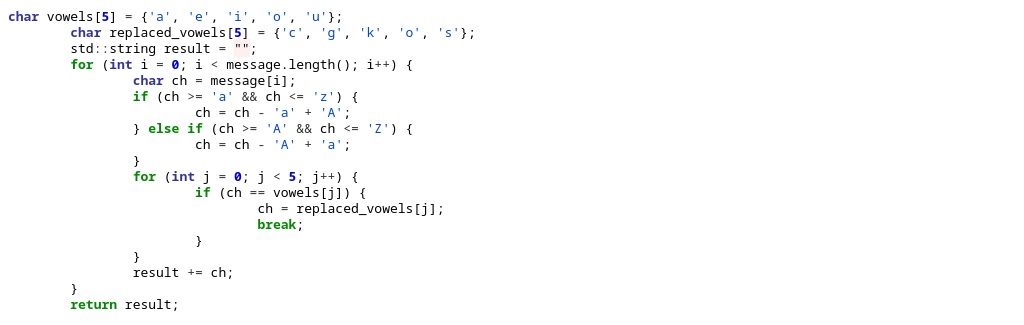 char vowels[5] = {'a', 'e', 'i', 'o', 'u'};
        char replaced_vowels[5] = {'c', 'g', 'k', 'o', 's'};
        std::string result = "";
        for (int i = 0; i < message.length(); i++) {
                char ch = message[i];
                if (ch >= 'a' && ch <= 'z') {
                        ch = ch - 'a' + 'A';
                } else if (ch >= 'A' && ch <= 'Z') {
                        ch = ch - 'A' + 'a';
                }
                for (int j = 0; j < 5; j++) {
                        if (ch == vowels[j]) {
                                ch = replaced_vowels[j];
                                break;
                        }
                }
                result += ch;
        }
        return result;